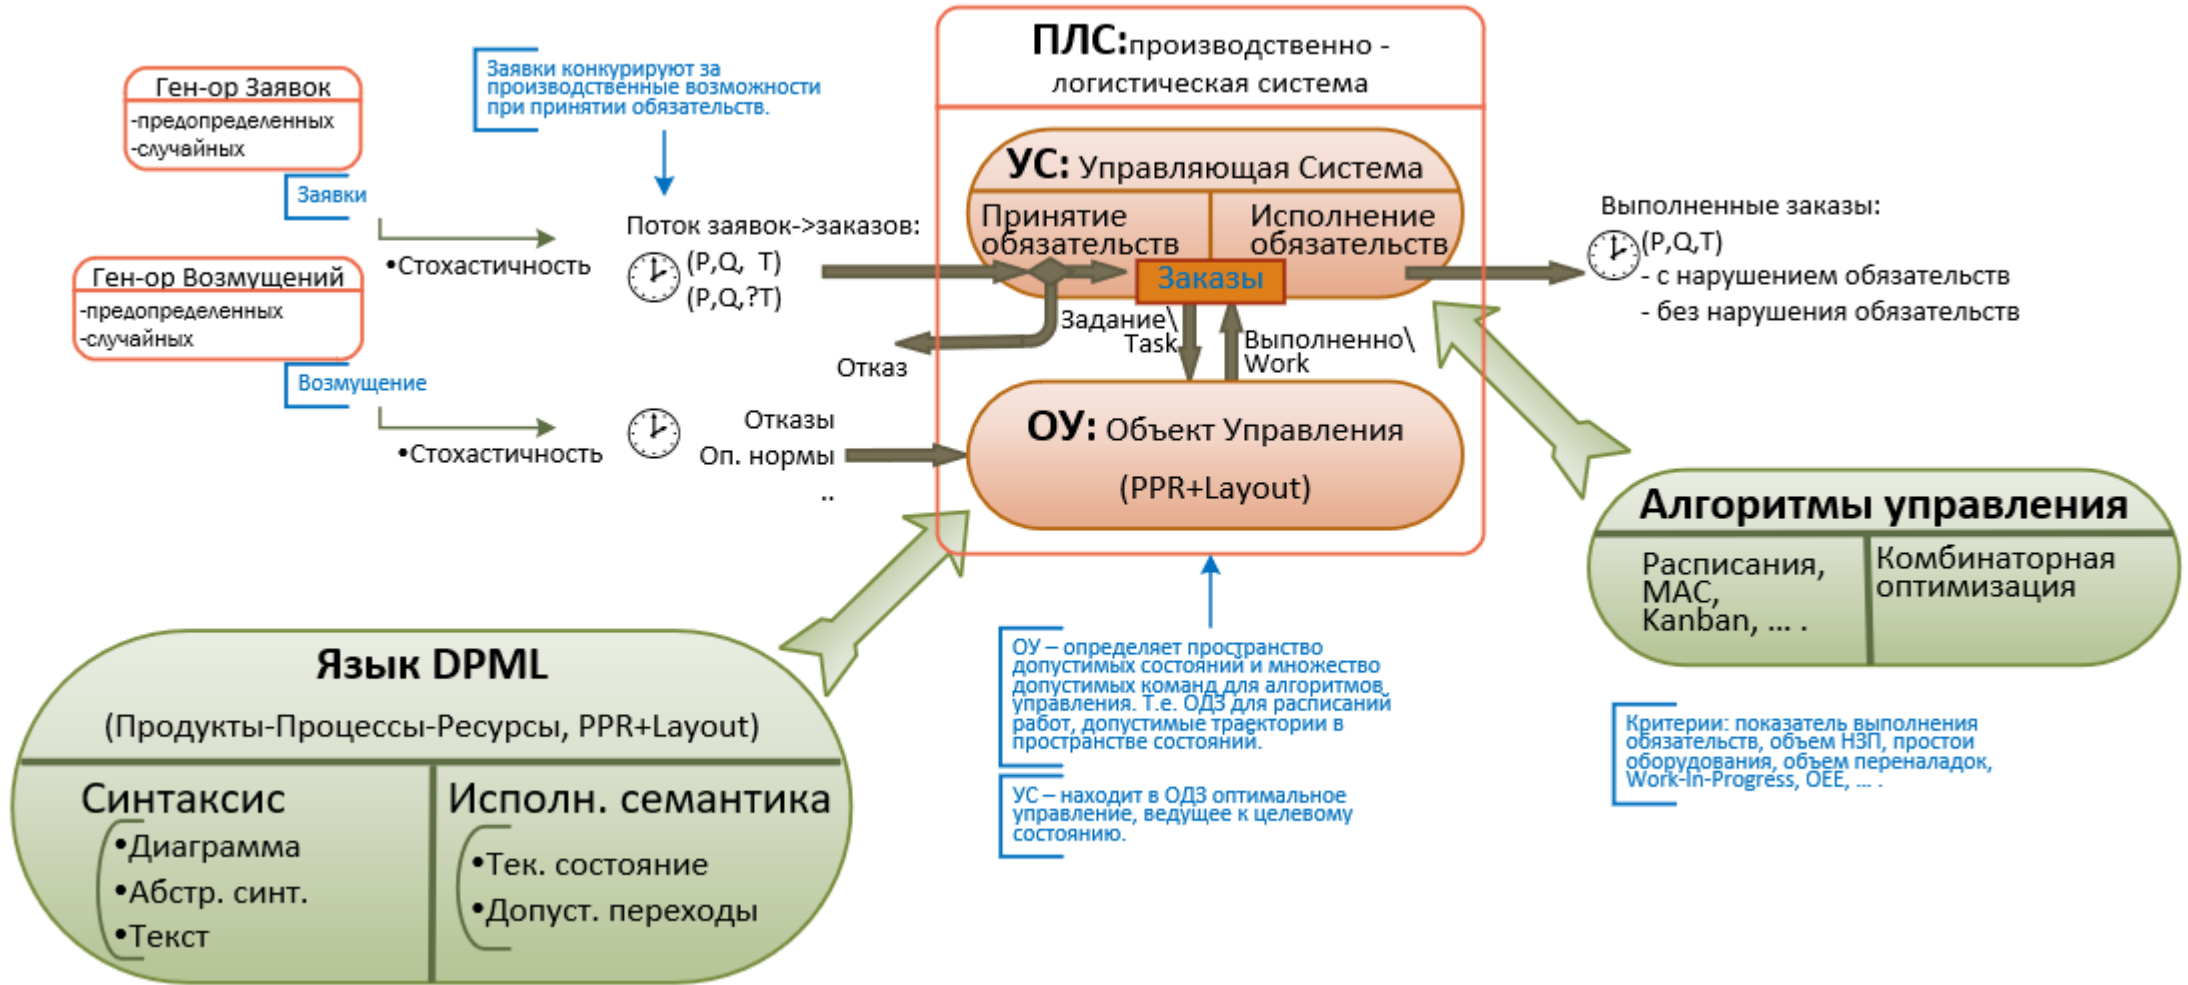 Ген-ор Заявок
-предопределенных
-случайных
Заявки
Заявки конкурируют за
производственные возможности
при принятии обязательств.
Ген-ор Возмущений
-предопределенных
-случайных
Возмущение
•Стохастичность
•Стохастичность
Поток заявок->заказов:
(P,Q, T)
(P,Q,?T)
Отказ
Отказы
Оп. нормы
..
ПЛС:производственно -
логистическая система
УС: Управляющая Система
Принятие
обязательств
Исполнение
обязательств
Заказы
Задание\
Task
Выполненно\
Work
ОУ: Объект Управления
(PPR+Layout)
Выполненные заказы:
(P,Q,T)
- с нарушением обязательств
- без нарушения обязательств
Алгоритмы управления
Расписания,
МАС,
Kanban, ... .
Комбинаторная
оптимизация
Критерии: показатель выполнения
обязательств, объем НЗП, простои
оборудования, объем переналадок,
Work-In-Progress, OEE, ... .
ОУ – определяет пространство
допустимых состояний и множество
допустимых команд для алгоритмов
управления. Т.е. ОДЗ для расписаний
работ, допустимые траектории в
пространстве состояний.
УС – находит в ОДЗ оптимальное
управление, ведущее к целевому
состоянию.
Язык DPML
(Продукты-Процессы-Ресурсы, PPR+Layout)
Синтаксис
•Диаграмма
•Абстр. синт.
•Текст
Исполн. семантика
•Тек. состояние
•Допуст. переходы